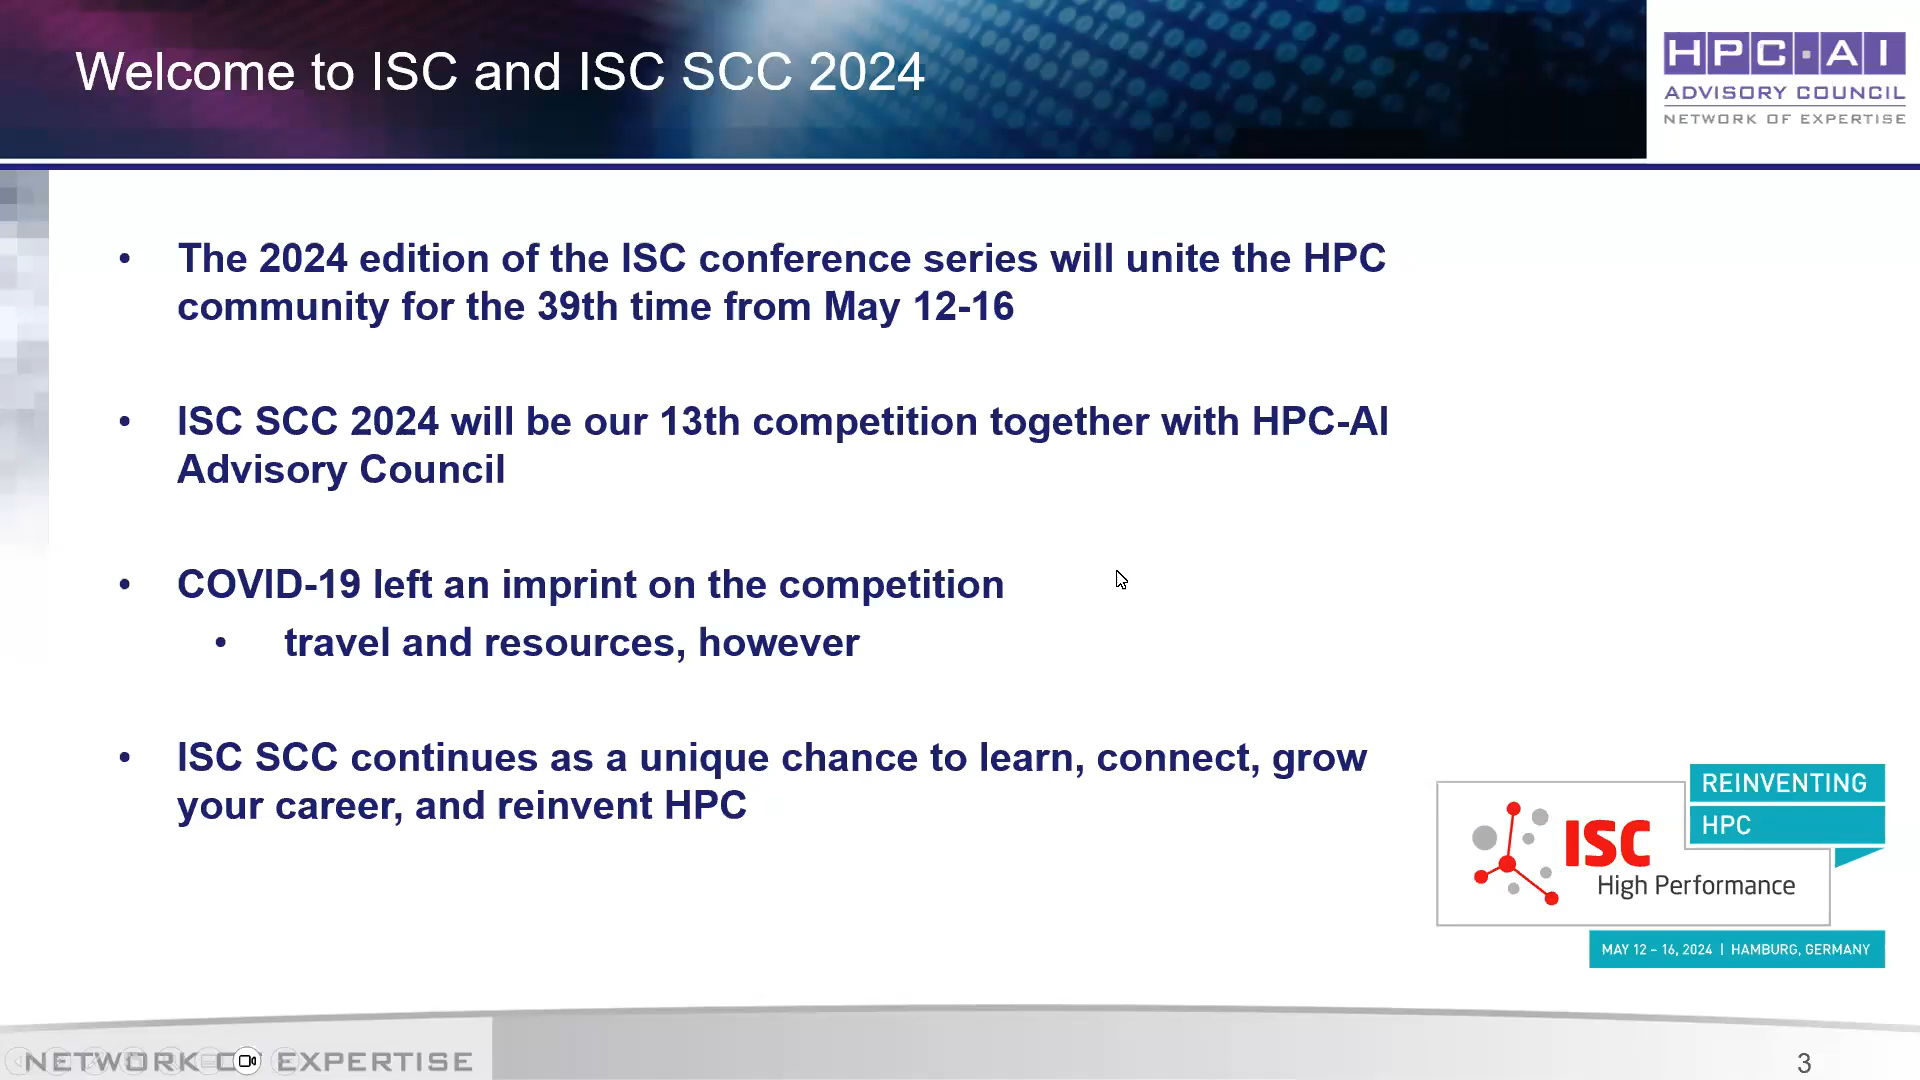 Welcome to ISC and ISC SCC 2024
HPC·AI
ADVISORY COUNCIL
NETWORK OF EXPERTISE
• The 2024 edition of the ISC conference series will unite the HPC
community for the 39th time from May 12-16
• ISC SCC 2024 will be our 13th competition together with HPC-AI
Advisory Council
• COVID-19 left an imprint on the competition
• travel and resources, however
• ISC SCC continues as a unique chance to learn, connect, grow
your career, and reinvent HPC
REINVENTING
HPC
ISC
High Performance
MAY 12 – 16, 2024 | HAMBURG, GERMANY
NETWORK OF EXPERTISE
3